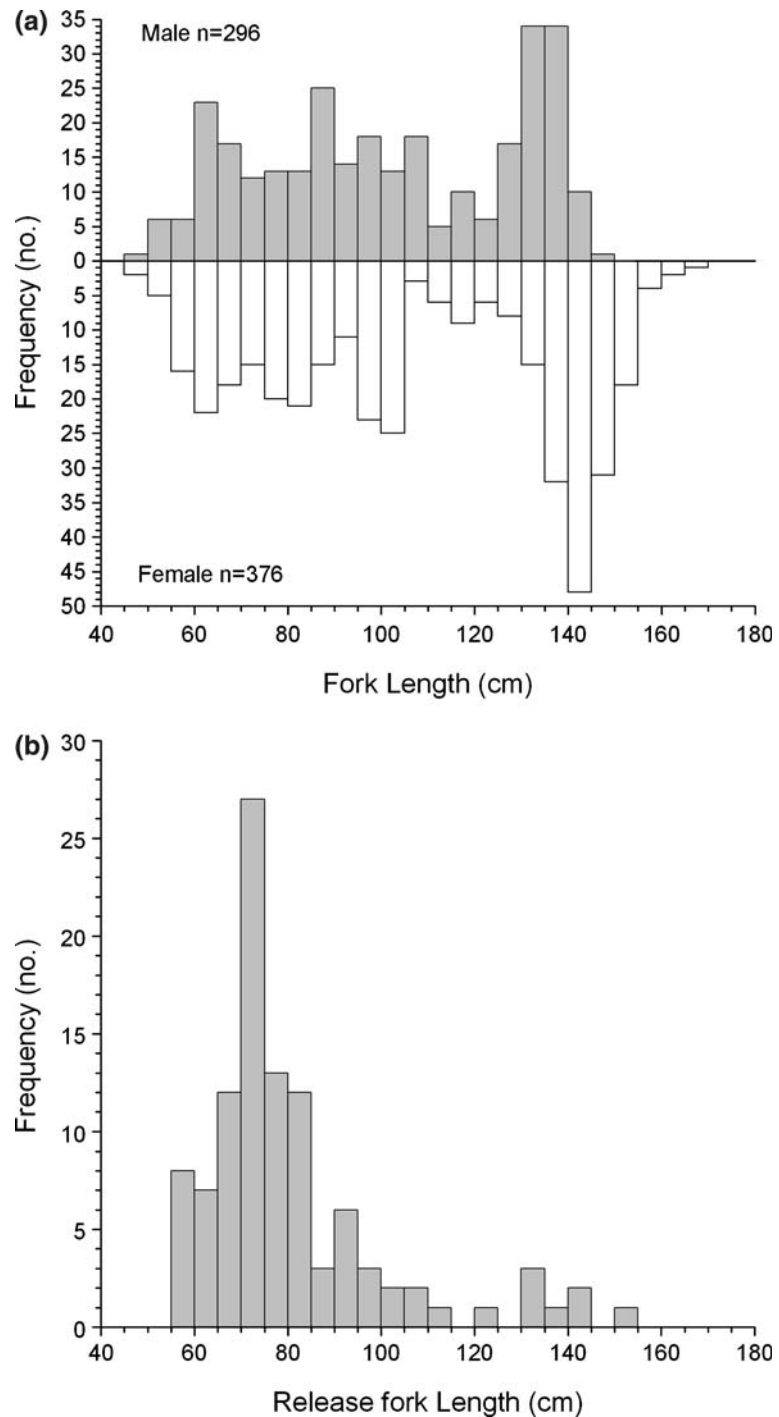 (a)
Male n=296
35
30
25
20
15
10
5
0
5
10
15
20
25
30
35
40
45
50
Frequency (no.)
Female n=376
40 60 80 100 120 140 160 180
Fork Length (cm)
(b)
30
25
20
15
10
5
0
Frequency (no.)
40 60 80 100 120 140 160 180
Release fork Length (cm)